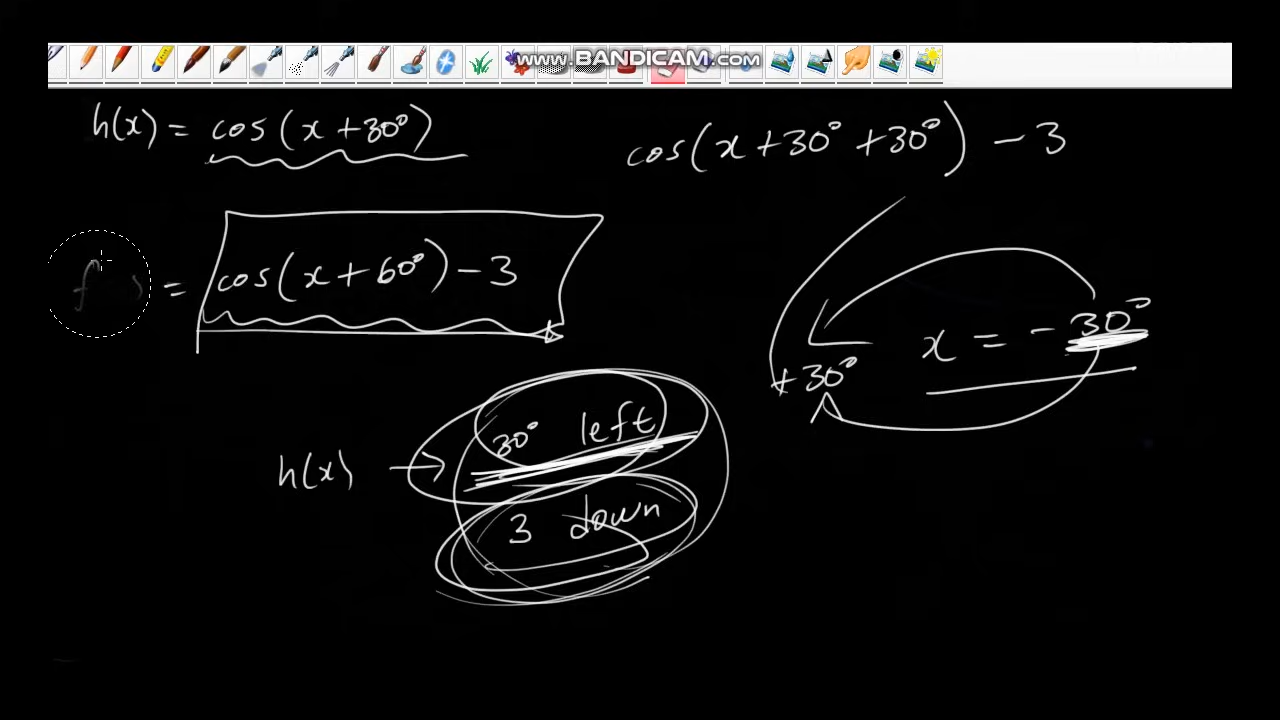 www.BANDICAM.com
h(x) = cos(x+30°)
cos(x+30°+30°) - 3
= cos(x+60°) - 3
x = - 30°
+30°
30° left
h(x) →
3 down